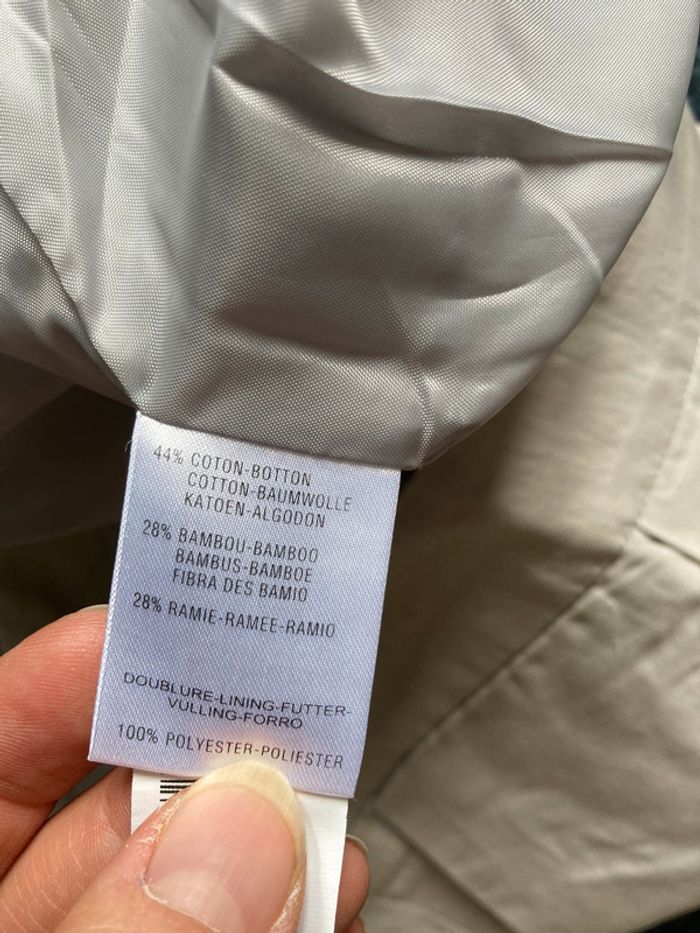 44% COTON-BOTTON
COTTON-BAUMWOLLE
KATOEN-ALGODON
28% BAMBOU-BAMBOO
BAMBUS-BAMBOE
FIBRA DES BAMIO
28% RAMIE-RAMEE-RAMIO
DOUBLURE-LINING-FUTTER-
VULLING-FORRO
100% POLYESTER-POLIESTER